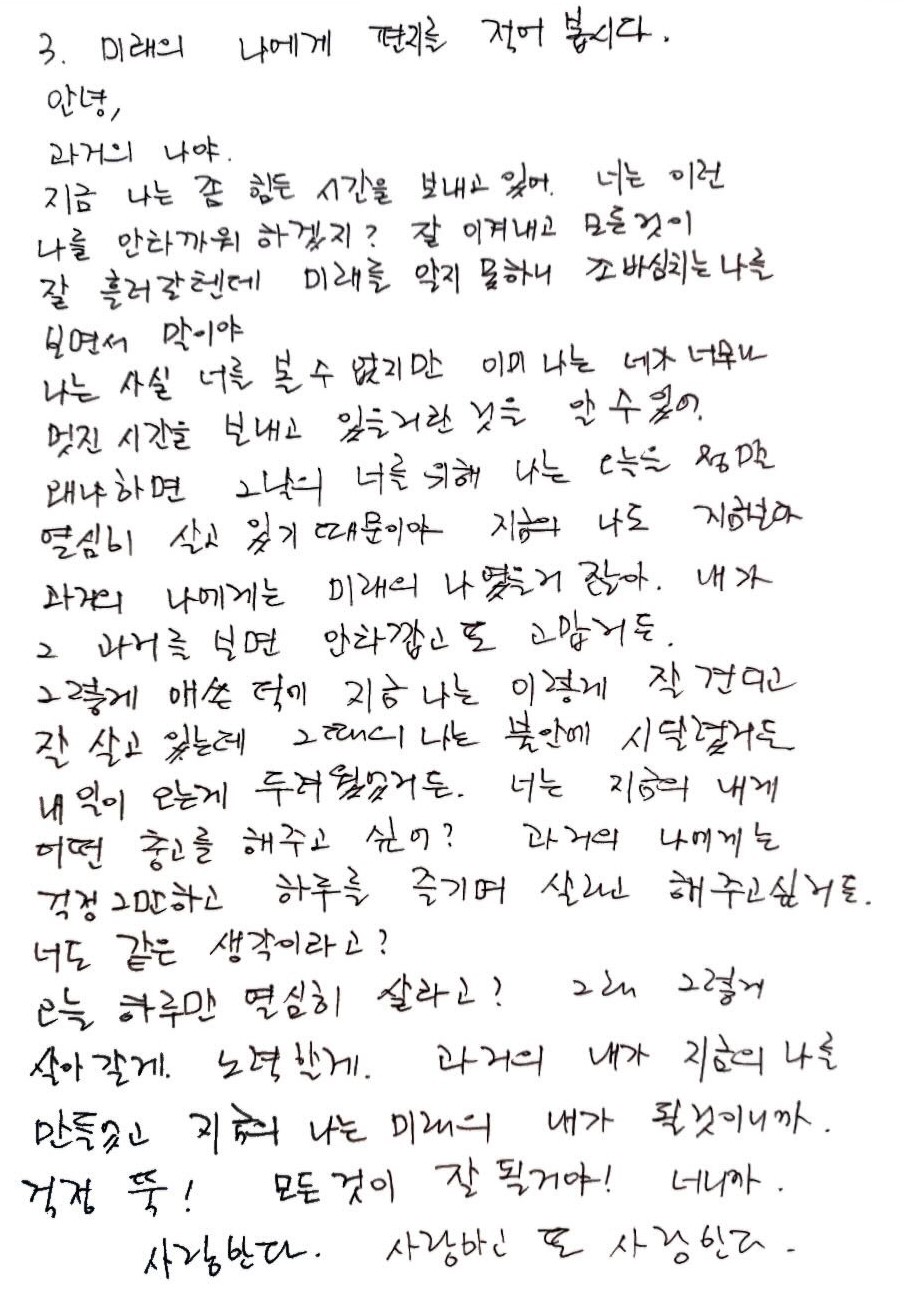 3. 미래의 나에게 편지를 적어 봅시다.
안녕,
과거의 나야.
지금 나는 좀 힘든 시간을 보내고 있어. 너는 이런
나를 안타까워 하겠지? 잘 이겨내고 모든것이
잘 흘러갈텐데 미래를 알지 못하니 조바심치는 나를
보면서 말이야
나는 사실 너를 볼 수 없지만 이미 나는 네가 너무나
멋진 시간을 보내고 있을거란 것을 알 수 있어.
왜냐하면 그날의 너를 위해 나는 오늘을 정말
열심히 살고 있기 때문이야 지금의 나도 지금보다
과거의 나에게는 미래의 나였을거 잖아. 내가
그 과거를 보면 안타깝고 또 고맙거든.
그렇게 애쓴 덕에 지금 나는 이렇게 잘 견디고
잘 살고 있는데 그때의 나는 불안에 시달렸거든
내일이 오는게 두려웠었거든. 너는 지금의 내게
어떤 충고를 해주고 싶어? 과거의 나에게는
걱정 그만하고 하루를 즐기며 살라고 해주고싶거든.
너도 같은 생각이라고?
오늘 하루만 열심히 살라고? 그래 그렇게
살아갈게. 노력할게. 과거의 내가 지금의 나를
만들었고 지금의 나는 미래의 내가 될것이니까.
걱정 뚝! 모든것이 잘 될거야! 너니까.
사랑한다. 사랑하고 또 사랑한다.